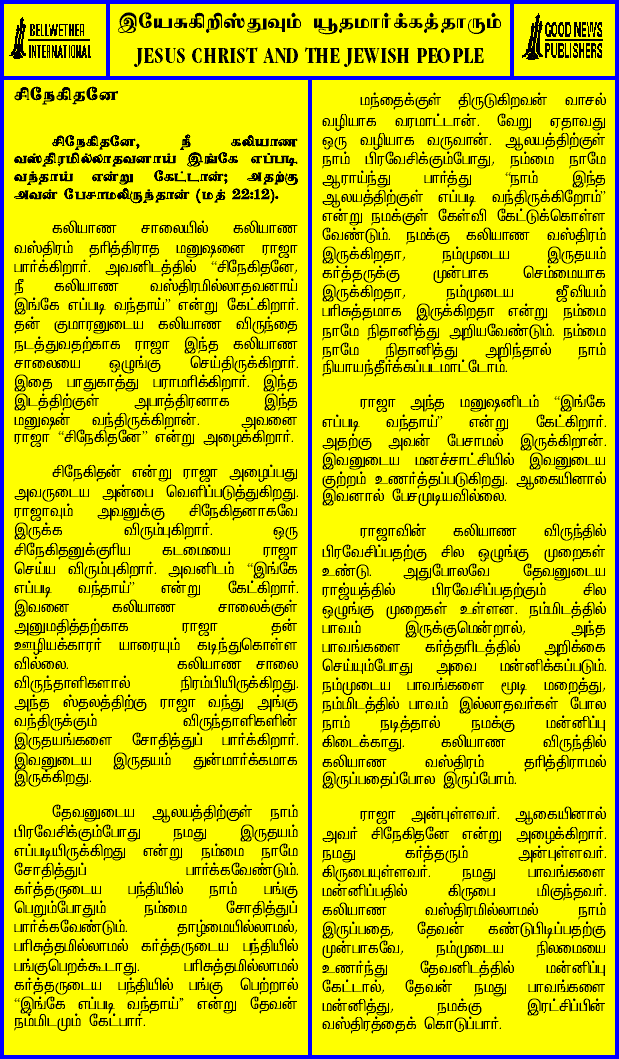 BELLWETHER
INTERNATIONAL
இயேசுகிறிஸ்துவும் யூதமார்க்கத்தாரும்
JESUS CHRIST AND THE JEWISH PEOPLE
GOOD NEWS
PUBLISHERS
சிநேகிதனே
சிநேகிதனே, நீ கலியாண
வஸ்திரமில்லாதவனாய் இங்கே எப்படி
வந்தாய் என்று கேட்டான்; அதற்கு
அவன் பேசாமலிருந்தான் (மத் 22:12).
கலியாண சாலையில் கலியாண
வஸ்திரம் தரித்திராத மனுஷனை ராஜா
பார்க்கிறார். அவனிடத்தில் “சிநேகிதனே,
நீ கலியாண வஸ்திரமில்லாதவனாய்
இங்கே எப்படி வந்தாய்” என்று கேட்கிறார்.
தன் குமாரனுடைய கலியாண விருந்தை
நடத்துவதற்காக ராஜா இந்த கலியாண
சாலையை ஒழுங்கு செய்திருக்கிறார்.
இதை பாதுகாத்து பராமரிக்கிறார். இந்த
இடத்திற்குள் அபாத்திரனாக இந்த
மனுஷன் வந்திருக்கிறான். அவனை
ராஜா “சிநேகிதனே” என்று அழைக்கிறார்.
சிநேகிதன் என்று ராஜா அழைப்பது
அவருடைய அன்பை வெளிப்படுத்துகிறது.
ராஜாவும் அவனுக்கு சிநேகிதனாகவே
இருக்க விரும்புகிறார். ஒரு
சிநேகிதனுக்குரிய கடமையை ராஜா
செய்ய விரும்புகிறார். அவனிடம் “இங்கே
எப்படி வந்தாய்” என்று கேட்கிறார்.
இவனை கலியாண சாலைக்குள்
அனுமதித்தற்காக ராஜா தன்
ஊழியக்காரர் யாரையும் கடிந்துகொள்ள
வில்லை. கலியாண சாலை
விருந்தாளிகளால் நிரம்பியிருக்கிறது.
அந்த ஸ்தலத்திற்கு ராஜா வந்து அங்கு
வந்திருக்கும் விருந்தாளிகளின்
இருதயங்களை சோதித்துப் பார்க்கிறார்.
இவனுடைய இருதயம் துன்மார்க்கமாக
இருக்கிறது.
தேவனுடைய ஆலயத்திற்குள் நாம்
பிரவேசிக்கும்போது நமது இருதயம்
எப்படியிருக்கிறது என்று நம்மை நாமே
சோதித்துப் பார்க்கவேண்டும்.
கர்த்தருடைய பந்தியில் நாம் பங்கு
பெறும்போதும் நம்மை சோதித்துப்
பார்க்கவேண்டும். தாழ்மையில்லாமல்,
பரிசுத்தமில்லாமல் கர்த்தருடைய பந்தியில்
பங்குபெறக்கூடாது. பரிசுத்தமில்லாமல்
கர்த்தருடைய பந்தியில் பங்கு பெற்றால்
“இங்கே எப்படி வந்தாய்” என்று தேவன்
நம்மிடமும் கேட்பார்.
மந்தைக்குள் திருடுகிறவன் வாசல்
வழியாக வரமாட்டான். வேறு ஏதாவது
ஒரு வழியாக வருவான். ஆலயத்திற்குள்
நாம் பிரவேசிக்கும்போது, நம்மை நாமே
ஆராய்ந்து பார்த்து “நாம் இந்த
ஆலயத்திற்குள் எப்படி வந்திருக்கிறோம்”
என்று நமக்குள் கேள்வி கேட்டுக்கொள்ள
வேண்டும். நமக்கு கலியாண வஸ்திரம்
இருக்கிறதா, நம்முடைய இருதயம்
கர்த்தருக்கு முன்பாக செம்மையாக
இருக்கிறதா, நம்முடைய ஜீவியம்
பரிசுத்தமாக இருக்கிறதா என்று நம்மை
நாமே நிதானித்து அறியவேண்டும். நம்மை
நாமே நிதானித்து அறிந்தால் நாம்
நியாயந்தீர்க்கப்படமாட்டோம்.
ராஜா அந்த மனுஷனிடம் “இங்கே
எப்படி வந்தாய்” என்று கேட்கிறார்.
அதற்கு அவன் பேசாமல் இருக்கிறான்.
இவனுடைய மனச்சாட்சியில் இவனுடைய
குற்றம் உணர்த்தப்படுகிறது. ஆகையினால்
இவனால் பேசமுடியவில்லை.
ராஜாவின் கலியாண விருந்தில்
பிரவேசிப்பதற்கு சில ஒழுங்கு முறைகள்
உண்டு. அதுபோலவே தேவனுடைய
ராஜ்யத்தில் பிரவேசிப்பதற்கும் சில
ஒழுங்கு முறைகள் உள்ளன. நம்மிடத்தில்
பாவம் இருக்குமென்றால், அந்த
பாவங்களை கர்த்தரிடத்தில் அறிக்கை
செய்யும்போது அவை மன்னிக்கப்படும்.
நம்முடைய பாவங்களை மூடி மறைத்து,
நம்மிடத்தில் பாவம் இல்லாதவர்கள் போல
நாம் நடித்தால் நமக்கு மன்னிப்பு
கிடைக்காது. கலியாண விருந்தில்
கலியாண வஸ்திரம் தரித்திராமல்
இருப்பதைப்போல இருப்போம்.
ராஜா அன்புள்ளவர். ஆகையினால்
அவர் சிநேகிதனே என்று அழைக்கிறார்.
நமது கர்த்தரும் அன்புள்ளவர்.
கிருபையுள்ளவர். நமது பாவங்களை
மன்னிப்பதில் கிருபை மிகுந்தவர்.
கலியாண வஸ்திரமில்லாமல் நாம்
இருப்பதை, தேவன் கண்டுபிடிப்பதற்கு
முன்பாகவே, நம்முடைய நிலமையை
உணர்ந்து தேவனிடத்தில் மன்னிப்பு
கேட்டால், தேவன் நமது பாவங்களை
மன்னித்து, நமக்கு இரட்சிப்பின்
வஸ்திரத்தைக் கொடுப்பார்.